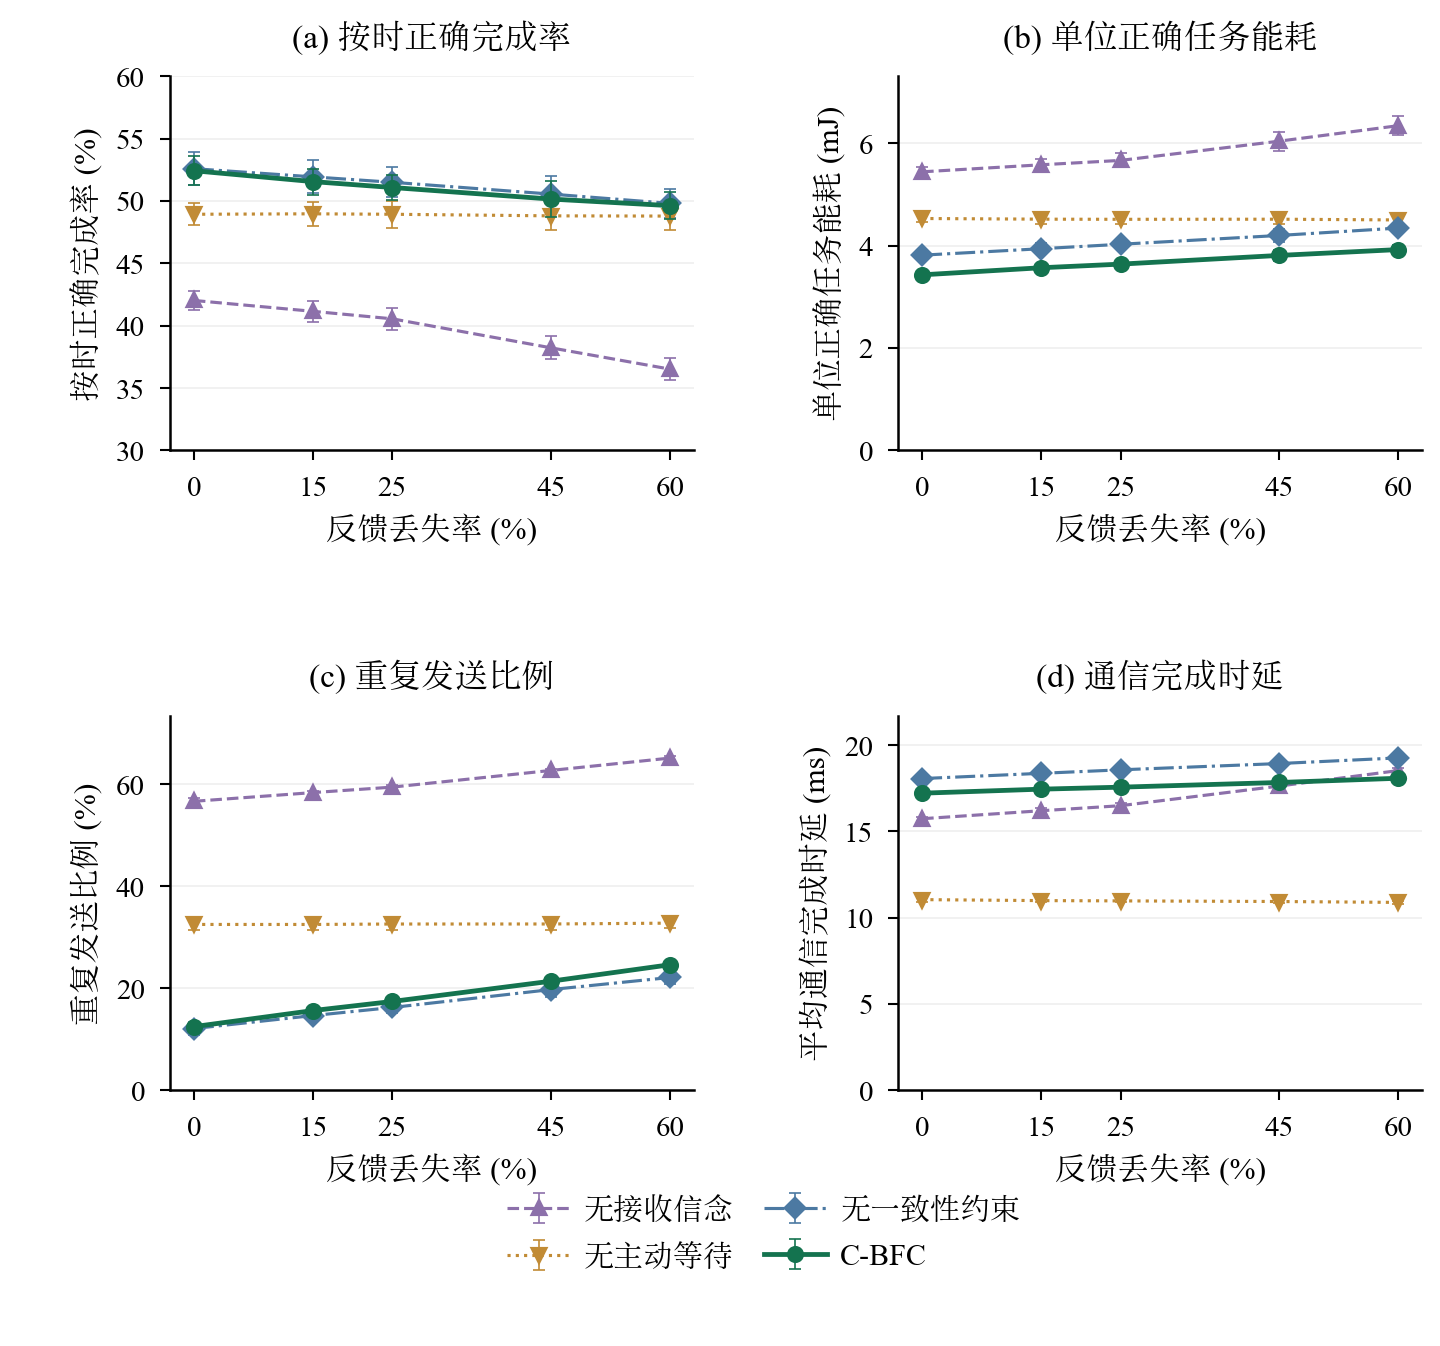 (a) 按时正确完成率
按时正确完成率 (%)
60
55
50
45
40
35
30
0 15 25 45 60
反馈丢失率 (%)
(b) 单位正确任务能耗
单位正确任务能耗 (mJ)
6
4
2
0
0 15 25 45 60
反馈丢失率 (%)
(c) 重复发送比例
重复发送比例 (%)
60
40
20
0
0 15 25 45 60
反馈丢失率 (%)
(d) 通信完成时延
平均通信完成时延 (ms)
20
15
10
5
0
0 15 25 45 60
反馈丢失率 (%)
无接收信念 无一致性约束
无主动等待 C-BFC